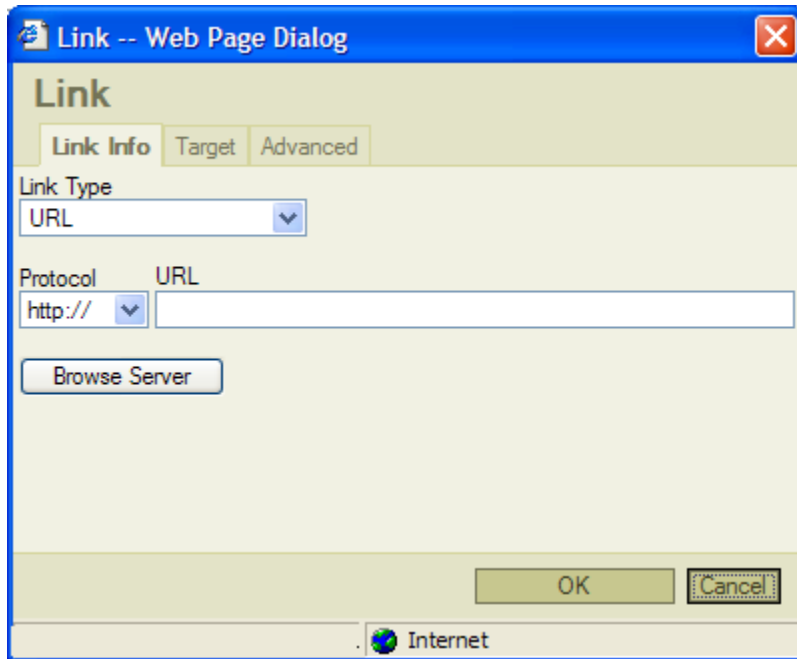 Link -- Web Page Dialog
Link
Link Info Target Advanced
Link Type
URL
Protocol URL
http://
Browse Server
OK Cancel
. Internet